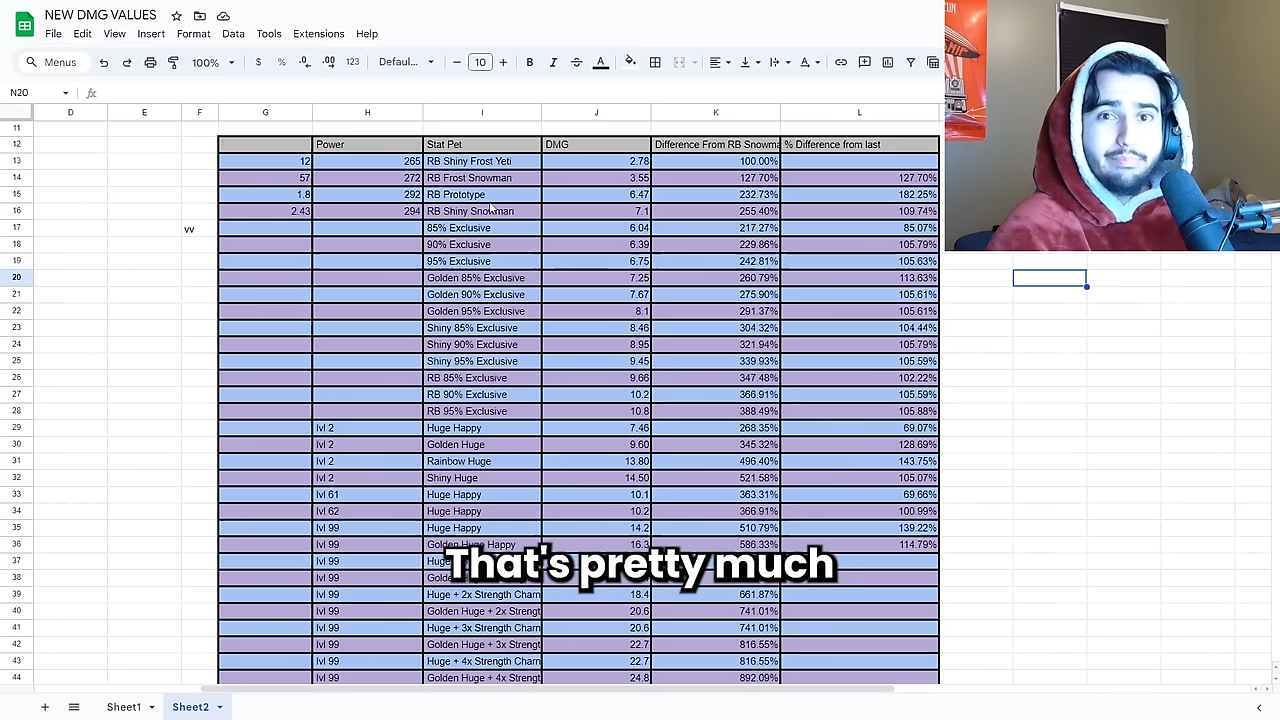 NEW DMG VALUES
File Edit View Insert Format Data Tools Extensions Help
Menus 100% $ % .0 .00 123 Defaul... 10 B I A
N20 fx
D E F G H I J K L
11
12 Power Stat Pet DMG Difference From RB Snowma % Difference from last
13 12 265 RB Shiny Frost Yeti 2.78 100.00%
14 57 272 RB Frost Snowman 3.55 127.70% 127.70%
15 1.8 292 RB Prototype 6.47 232.73% 182.25%
16 2.43 294 RB Shiny Snowman 7.1 255.40% 109.74%
17 vv 85% Exclusive 6.04 217.27% 85.07%
18 90% Exclusive 6.39 229.86% 105.79%
19 95% Exclusive 6.75 242.81% 105.63%
20 Golden 85% Exclusive 7.25 260.79% 113.63%
21 Golden 90% Exclusive 7.67 275.90% 105.61%
22 Golden 95% Exclusive 8.1 291.37% 105.61%
23 Shiny 85% Exclusive 8.46 304.32% 104.44%
24 Shiny 90% Exclusive 8.95 321.94% 105.79%
25 Shiny 95% Exclusive 9.45 339.93% 105.59%
26 RB 85% Exclusive 9.66 347.48% 102.22%
27 RB 90% Exclusive 10.2 366.91% 105.59%
28 RB 95% Exclusive 10.8 388.49% 105.88%
29 lvl 2 Huge Happy 7.46 268.35% 69.07%
30 lvl 2 Golden Huge 9.60 345.32% 128.69%
31 lvl 2 Rainbow Huge 13.80 496.40% 143.75%
32 lvl 2 Shiny Huge 14.50 521.58% 105.07%
33 lvl 61 Huge Happy 10.1 363.31% 69.66%
34 lvl 62 Huge Happy 10.2 366.91% 100.99%
35 lvl 99 Huge Happy 14.2 510.79% 139.22%
36 lvl 99 Golden Huge Happy 16.3 586.33% 114.79%
That's pretty much
37 lvl 99 Huge
38 lvl 99
39 lvl 99 Huge + 2x Strength Charn 18.4 661.87%
40 lvl 99 Golden Huge + 2x Strengt 20.6 741.01%
41 lvl 99 Huge + 3x Strength Charn 20.6 741.01%
42 lvl 99 Golden Huge + 3x Strengt 22.7 816.55%
43 lvl 99 Huge + 4x Strength Charn 22.7 816.55%
44 lvl 99 Golden Huge + 4x Strengt 24.8 892.09%
Sheet1 Sheet2